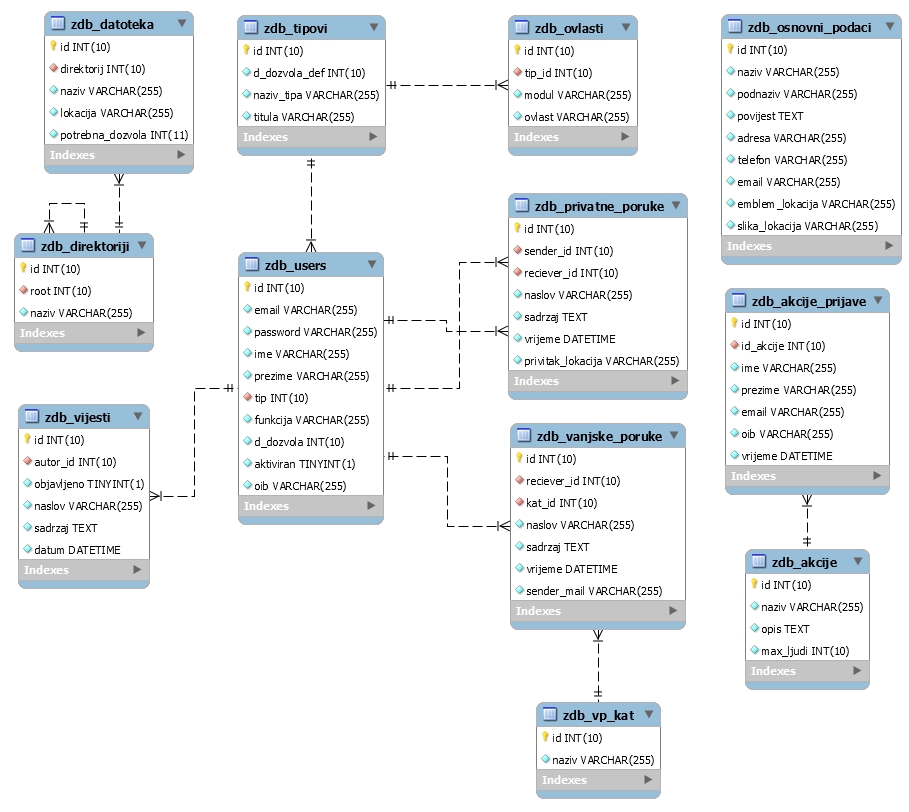 zdb_datoteka
id INT(10)
direktorij INT(10)
naziv VARCHAR(255)
lokacija VARCHAR(255)
potrebna_dozvola INT(11)
Indexes
zdb_direktoriji
id INT(10)
root INT(10)
naziv VARCHAR(255)
Indexes
zdb_vijesti
id INT(10)
autor_id INT(10)
objavljeno TINYINT(1)
naslov VARCHAR(255)
sadrzaj TEXT
datum DATETIME
Indexes
zdb_tipovi
id INT(10)
d_dozvola_def INT(10)
naziv_tipa VARCHAR(255)
titula VARCHAR(255)
Indexes
zdb_users
id INT(10)
email VARCHAR(255)
password VARCHAR(255)
ime VARCHAR(255)
prezime VARCHAR(255)
tip INT(10)
funkcija VARCHAR(255)
d_dozvola INT(10)
aktiviran TINYINT(1)
oib VARCHAR(255)
Indexes
zdb_ovlasti
id INT(10)
tip_id INT(10)
modul VARCHAR(255)
ovlast VARCHAR(255)
Indexes
zdb_privatne_poruke
id INT(10)
sender_id INT(10)
reciever_id INT(10)
naslov VARCHAR(255)
sadrzaj TEXT
vrijeme DATETIME
privitak_lokacija VARCHAR(255)
Indexes
zdb_vanjske_poruke
id INT(10)
reciever_id INT(10)
kat_id INT(10)
naslov VARCHAR(255)
sadrzaj TEXT
vrijeme DATETIME
sender_mail VARCHAR(255)
Indexes
zdb_vp_kat
id INT(10)
naziv VARCHAR(255)
Indexes
zdb_osnovni_podaci
id INT(10)
naziv VARCHAR(255)
podnaziv VARCHAR(255)
povijest TEXT
adresa VARCHAR(255)
telefon VARCHAR(255)
email VARCHAR(255)
emblem_lokacija VARCHAR(255)
slika_lokacija VARCHAR(255)
Indexes
zdb_akcije_prijave
id INT(10)
id_akcije INT(10)
ime VARCHAR(255)
prezime VARCHAR(255)
email VARCHAR(255)
oib VARCHAR(255)
vrijeme DATETIME
Indexes
zdb_akcije
id INT(10)
naziv VARCHAR(255)
opis TEXT
max_ljudi INT(10)
Indexes